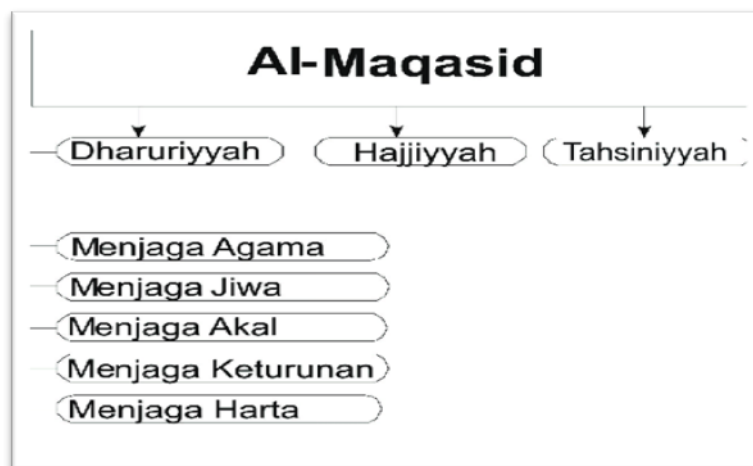 Al-Maqasid
Dharuriyyah Hajjiyyah Tahsiniyyah
Menjaga Agama
Menjaga Jiwa
Menjaga Akal
Menjaga Keturunan
Menjaga Harta